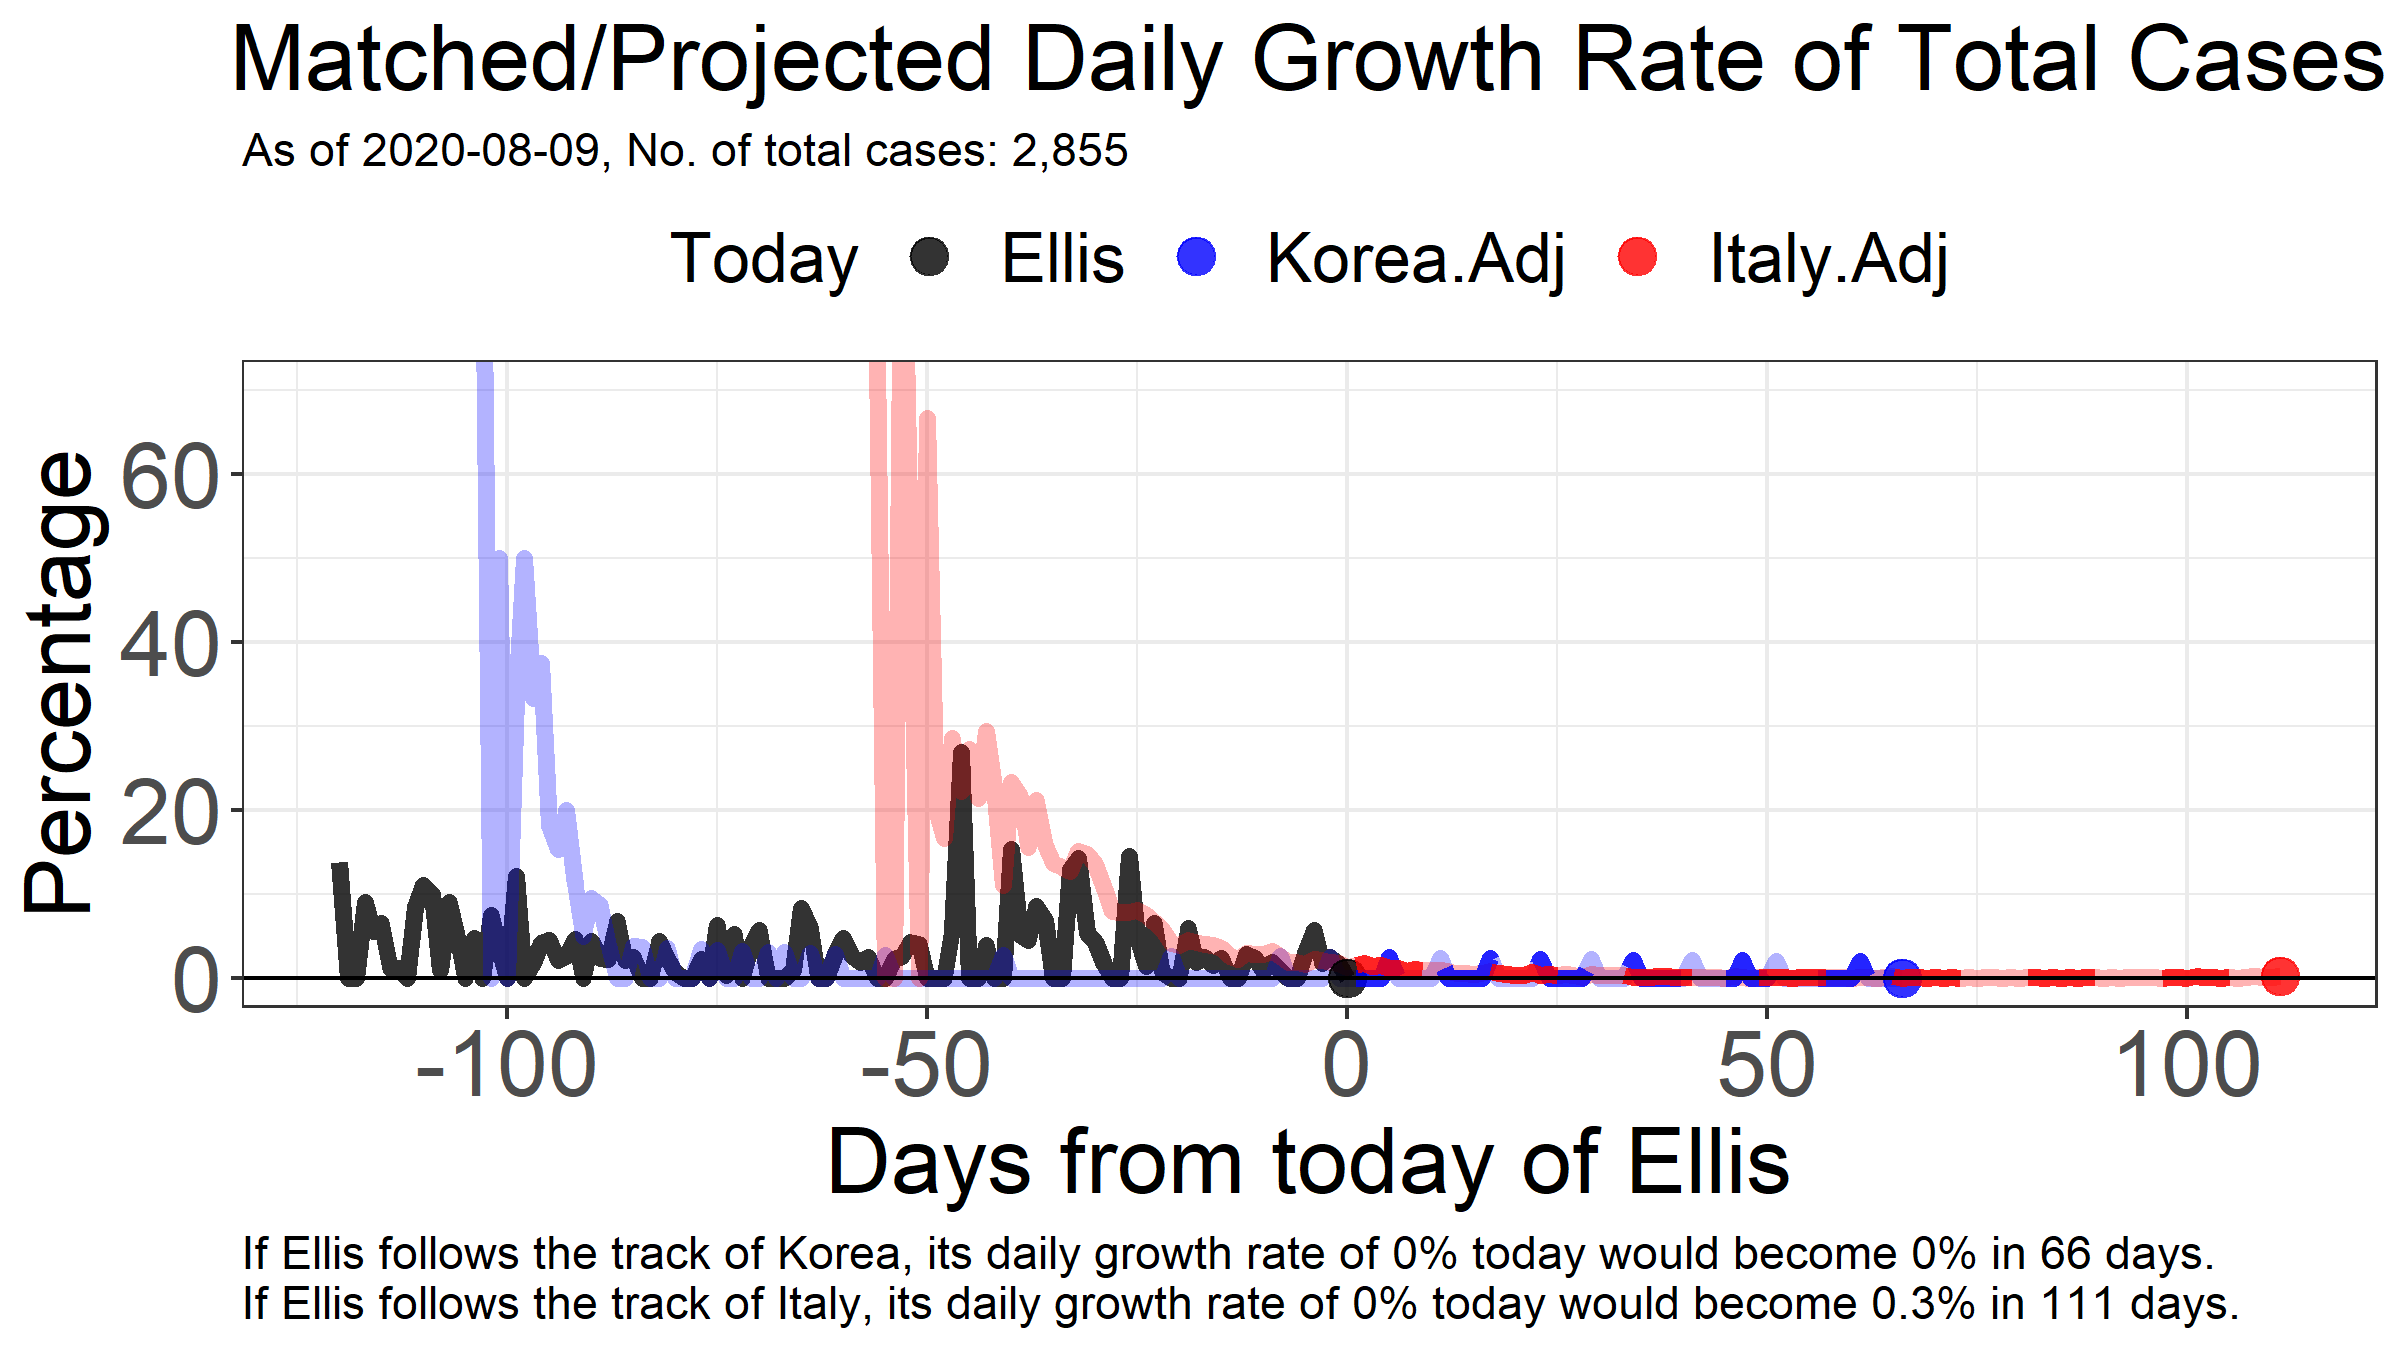 Matched/Projected Daily Growth Rate of Total Cases
As of 2020-08-09, No. of total cases: 2,855
Today Ellis Korea.Adj Italy.Adj
Percentage
60
40
20
0
-100 -50 0 50 100
Days from today of Ellis
If Ellis follows the track of Korea, its daily growth rate of 0% today would become 0% in 66 days.
If Ellis follows the track of Italy, its daily growth rate of 0% today would become 0.3% in 111 days.